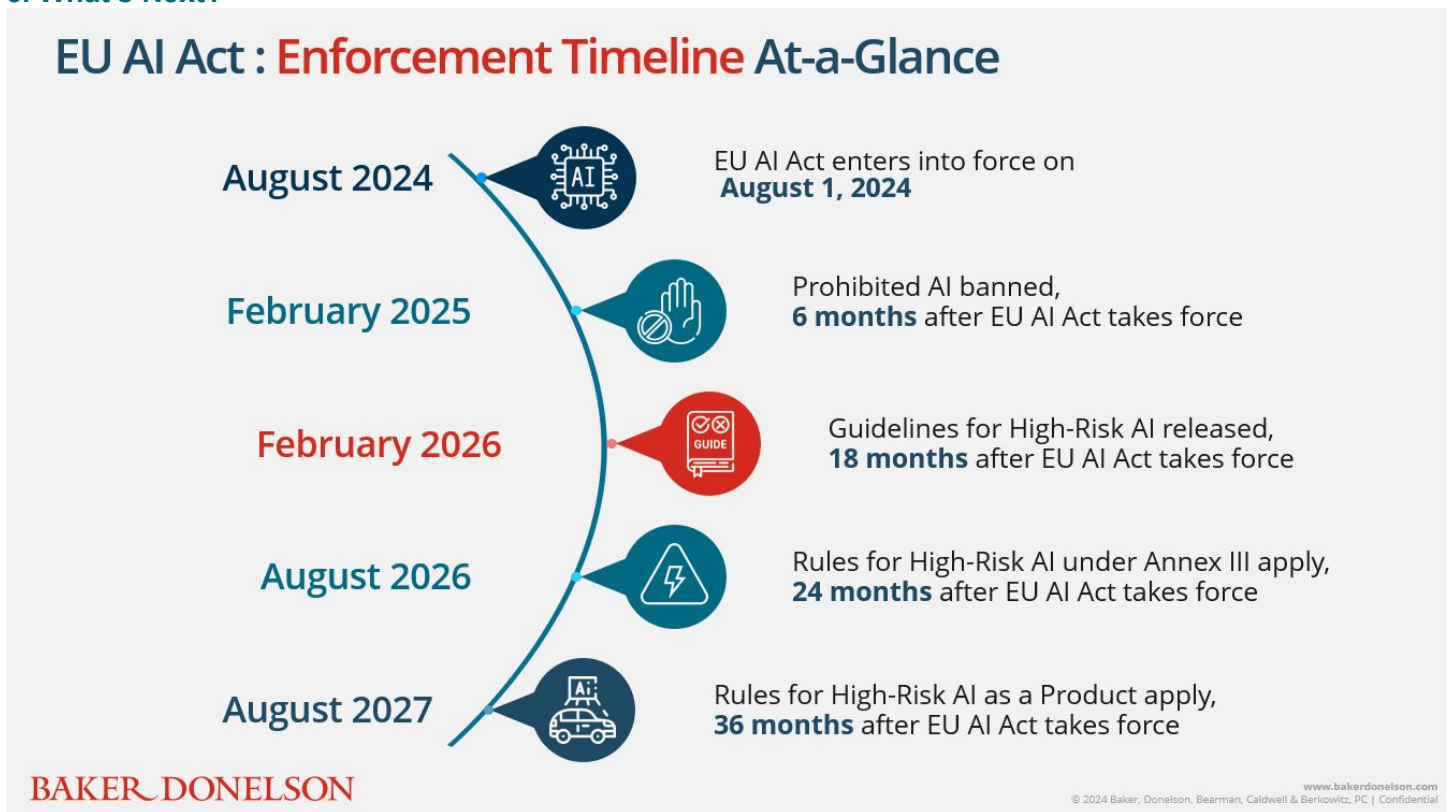 EU AI Act : Enforcement Timeline At-a-Glance
August 2024
AI
EU AI Act enters into force on
August 1, 2024
February 2025
Prohibited AI banned,
6 months after EU AI Act takes force
February 2026
GUIDE
Guidelines for High-Risk AI released,
18 months after EU AI Act takes force
August 2026
Rules for High-Risk AI under Annex III apply,
24 months after EU AI Act takes force
August 2027
Ai
Rules for High-Risk AI as a Product apply,
36 months after EU AI Act takes force
BAKER DONELSON
www.bakerdonelson.com
© 2024 Baker, Donelson, Bearman, Caldwell & Berkowitz, PC | Confidential